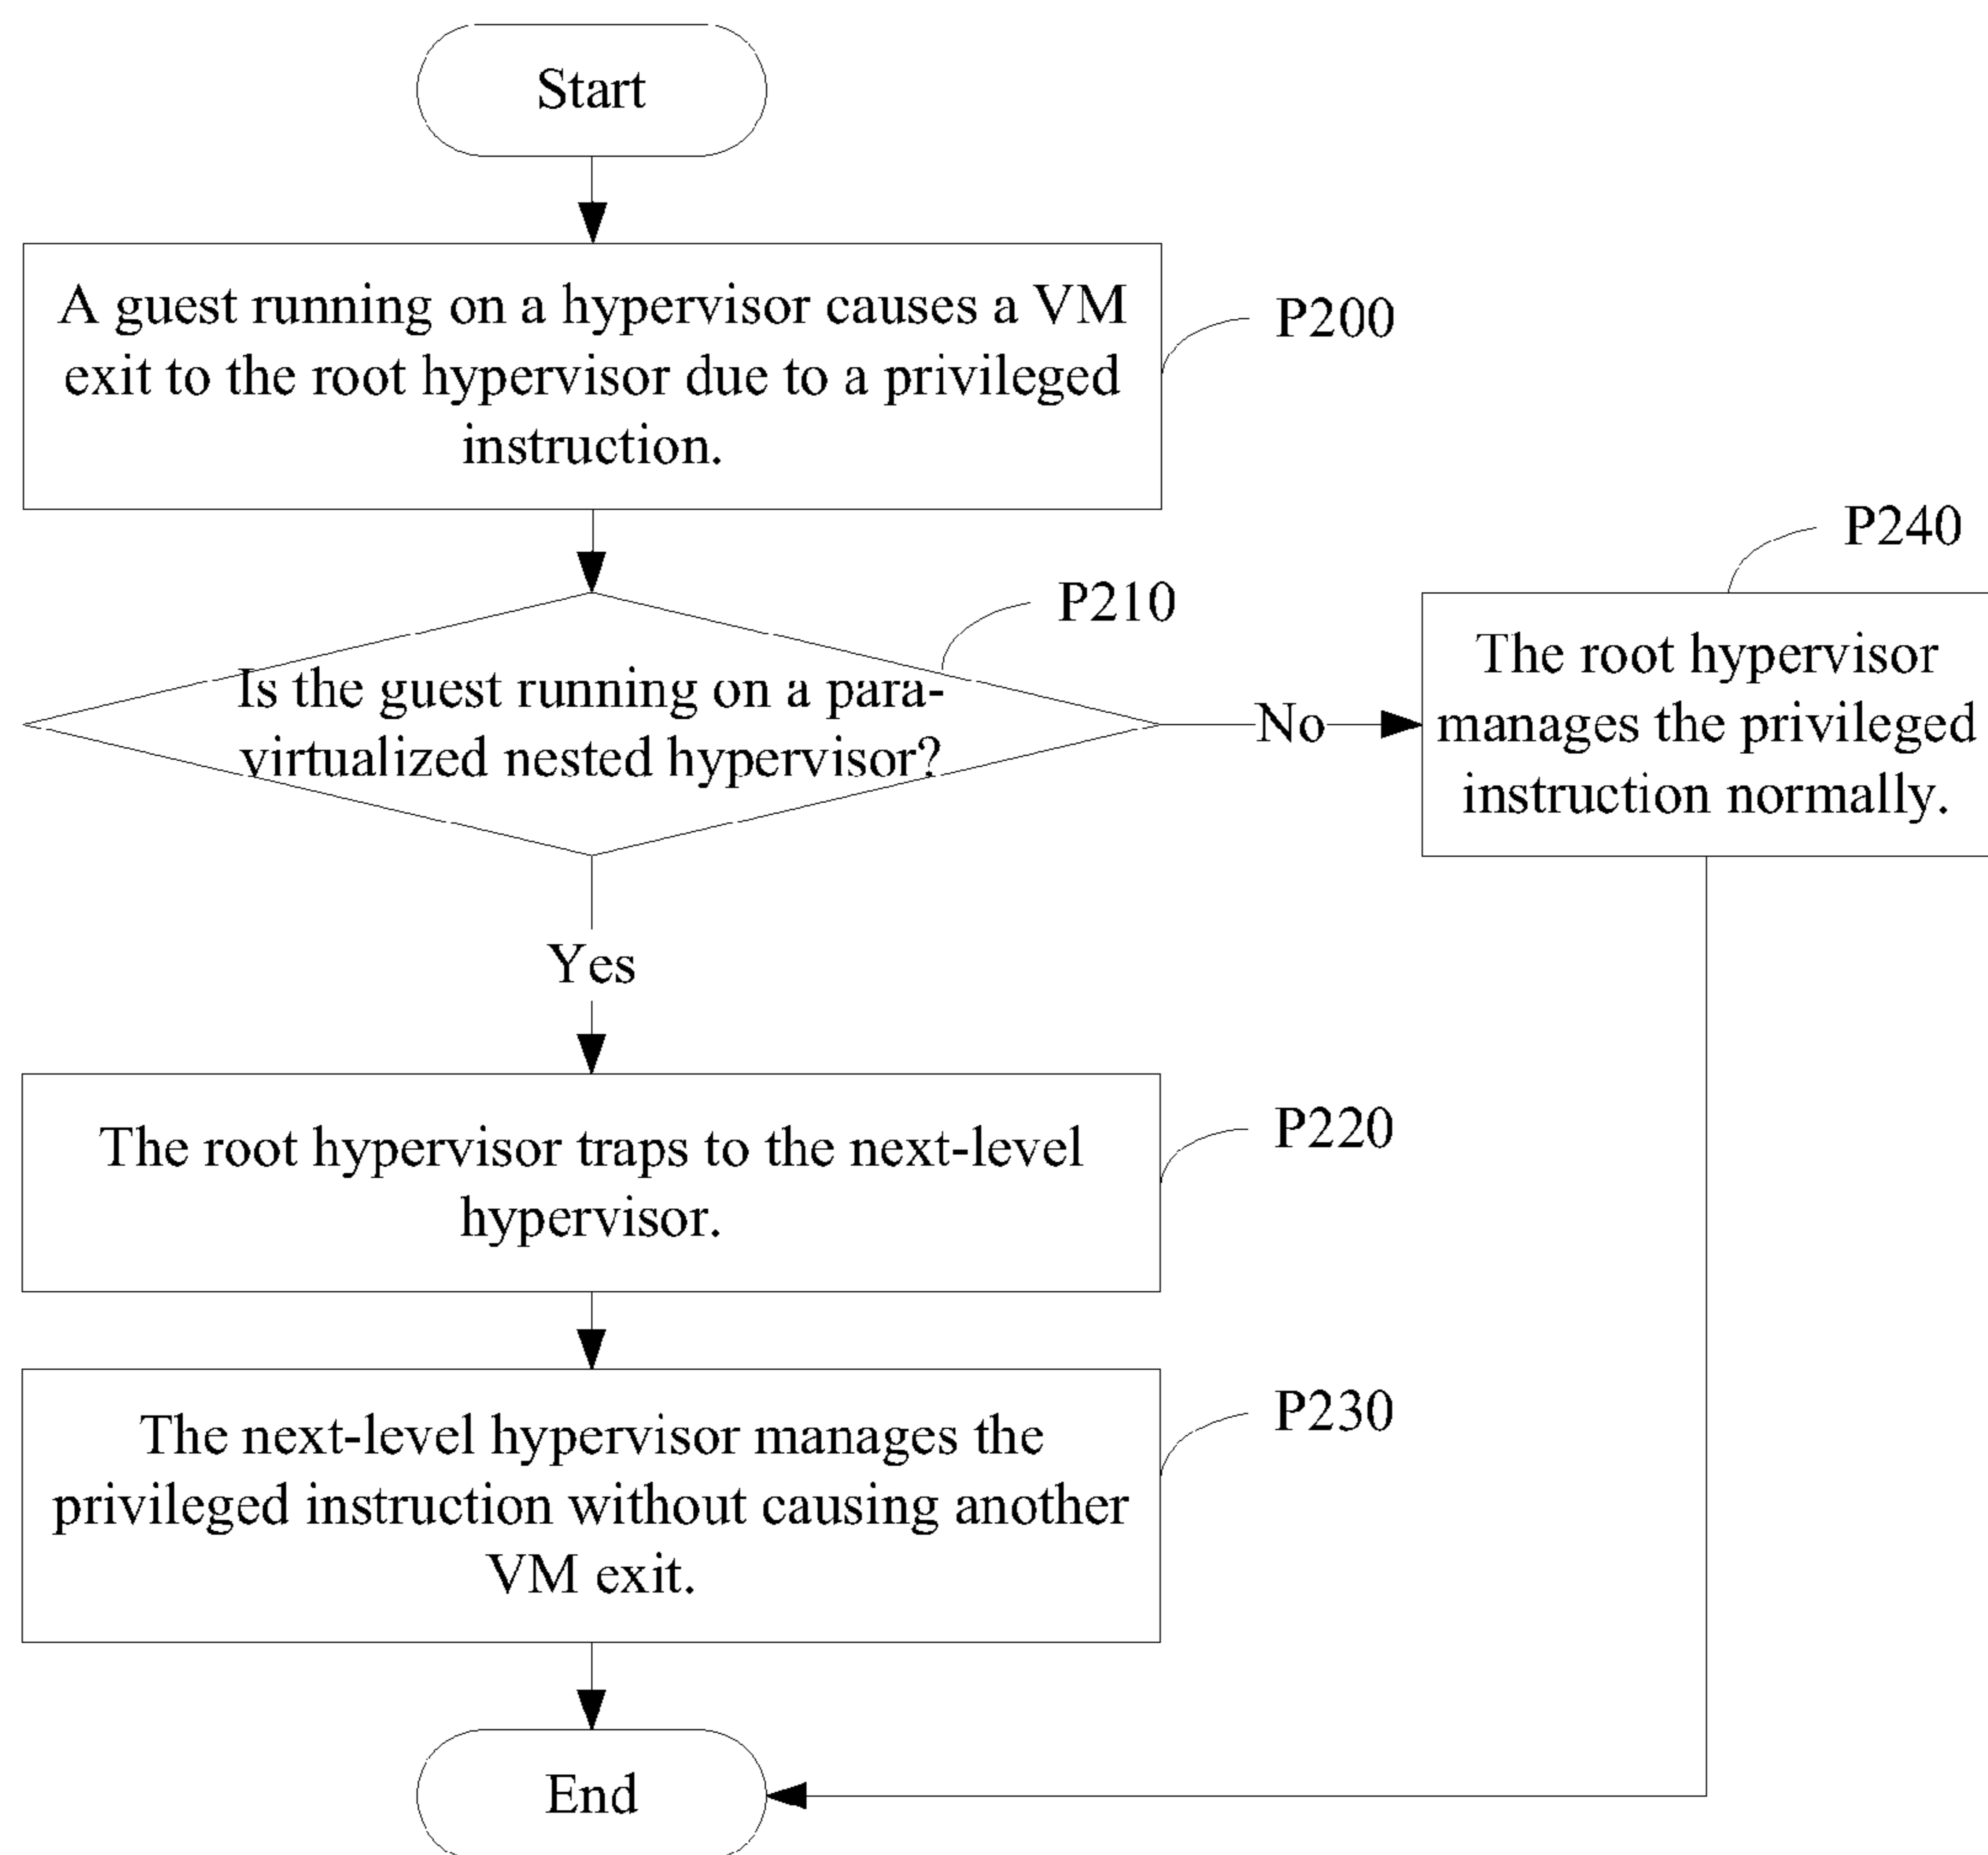 Start
A guest running on a hypervisor causes a VM
exit to the root hypervisor due to a privileged
instruction.
P200
P240
P210
Is the guest running on a para-
virtualized nested hypervisor?
No
The root hypervisor
manages the privileged
instruction normally.
Yes
The root hypervisor traps to the next-level
hypervisor.
P220
The next-level hypervisor manages the
privileged instruction without causing another
VM exit.
P230
End